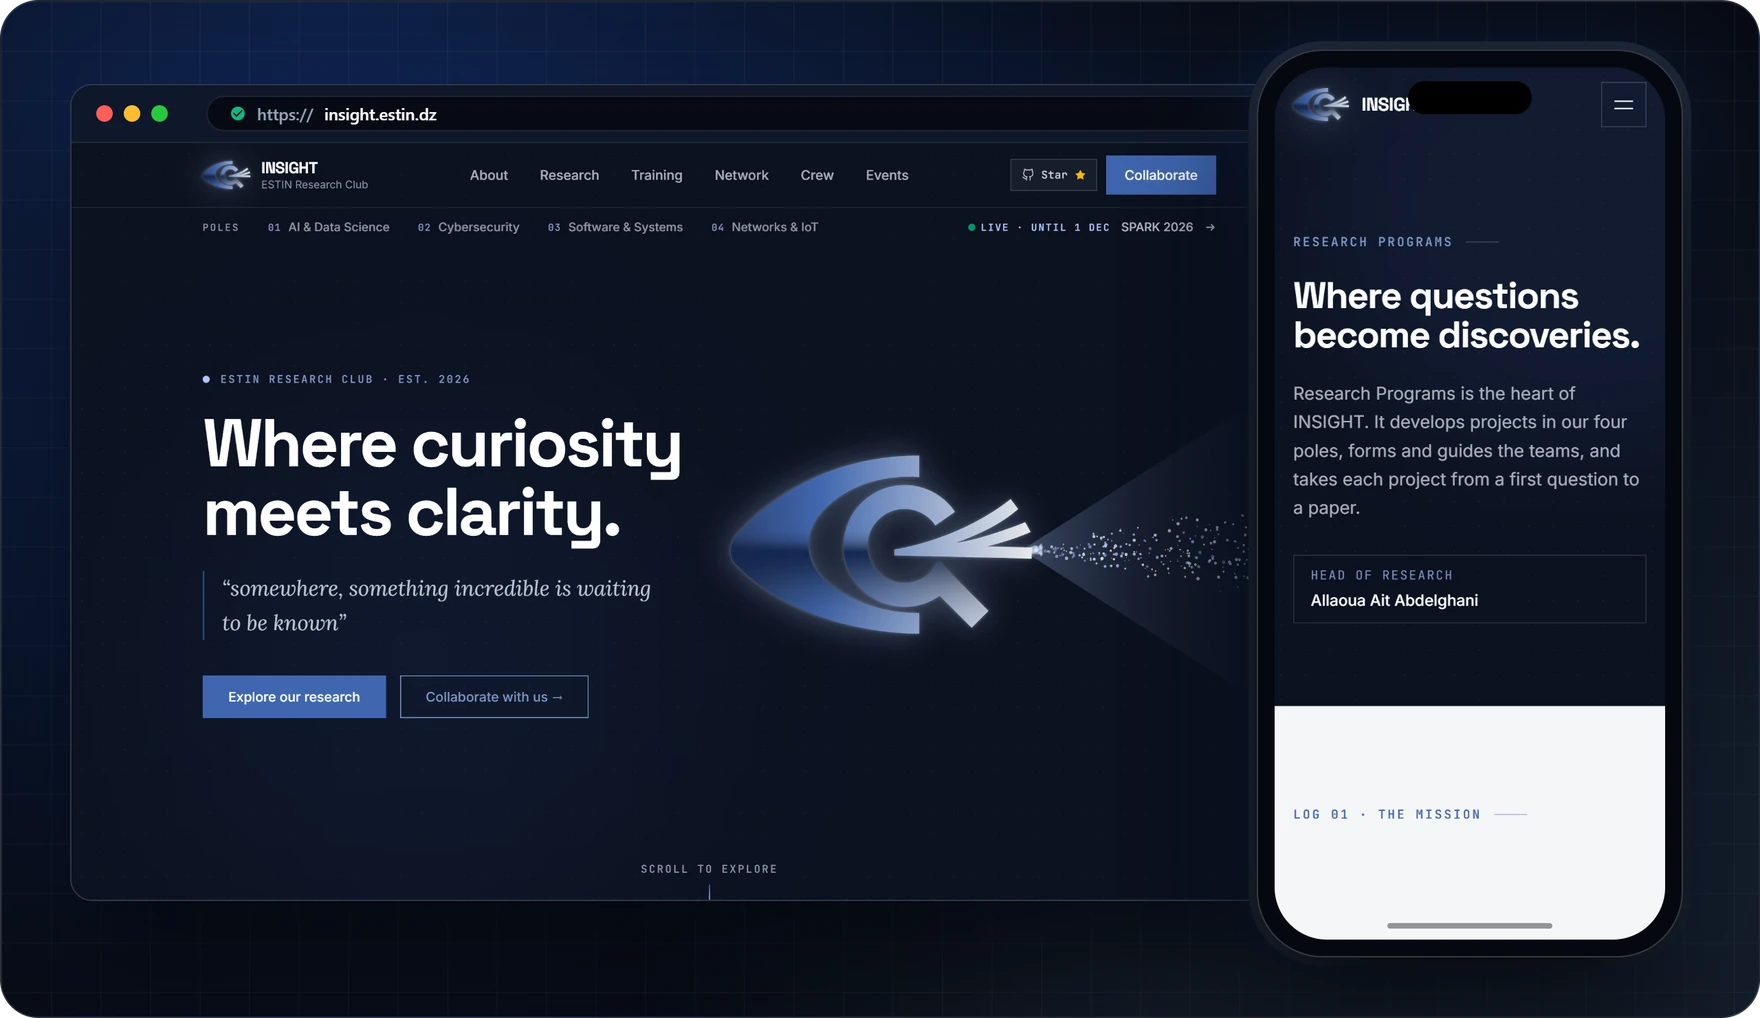 https:// insight.estin.dz
INSIGHT
ESTIN Research Club
About Research Training Network Crew Events
Star Collaborate
POLES 01 AI & Data Science 02 Cybersecurity 03 Software & Systems 04 Networks & IoT
LIVE · UNTIL 1 DEC SPARK 2026 →
ESTIN RESEARCH CLUB · EST. 2026
Where curiosity
meets clarity.
“somewhere, something incredible is waiting
to be known”
Explore our research
Collaborate with us →
SCROLL TO EXPLORE
RESEARCH PROGRAMS
Where questions
become discoveries.
Research Programs is the heart of
INSIGHT. It develops projects in our four
poles, forms and guides the teams, and
takes each project from a first question to
a paper.
HEAD OF RESEARCH
Allaoua Ait Abdelghani
LOG 01 · THE MISSION